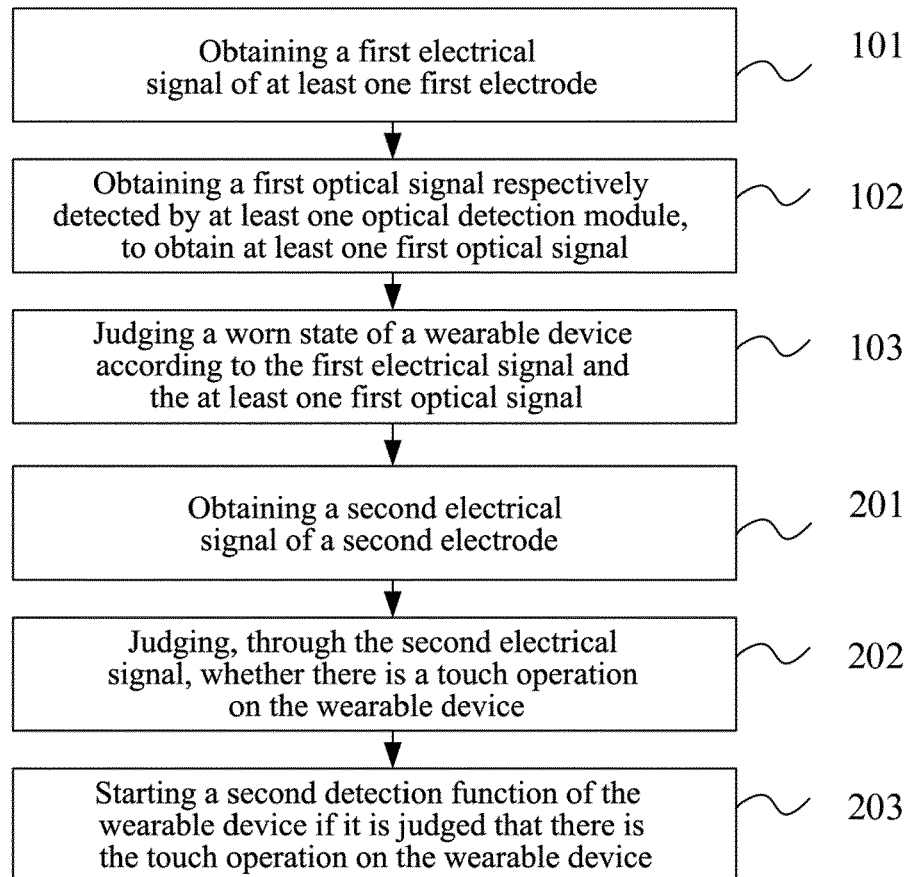 Obtaining a first electrical
signal of at least one first electrode
101
Obtaining a first optical signal respectively
detected by at least one optical detection module,
to obtain at least one first optical signal
102
Judging a worn state of a wearable device
according to the first electrical signal and
the at least one first optical signal
103
Obtaining a second electrical
signal of a second electrode
201
Judging, through the second electrical
signal, whether there is a touch operation
on the wearable device
202
Starting a second detection function of the
wearable device if it is judged that there is
the touch operation on the wearable device
203